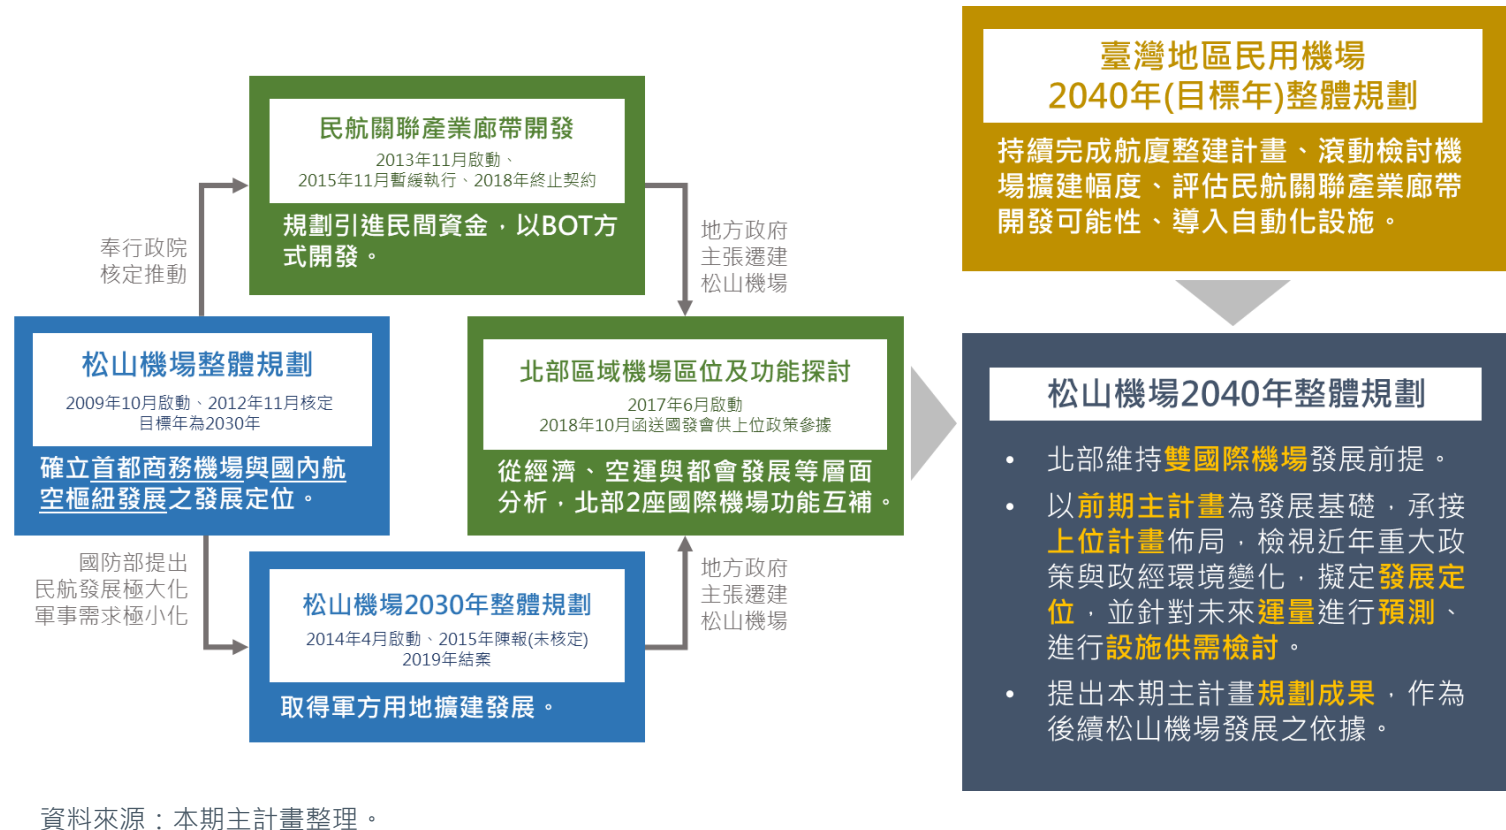 民航關聯產業廊帶開發
2013年11月啟動、
2015年11月暫緩執行、2018年終止契約
規劃引進民間資金，以BOT方
式開發。
奉行政院
核定推動
地方政府
主張遷建
松山機場
松山機場整體規劃
2009年10月啟動、2012年11月核定
目標年為2030年
確立首都商務機場與國內航
空樞紐發展之發展定位。
北部區域機場區位及功能探討
2017年6月啟動
2018年10月函送國發會供上位政策參據
從經濟、空運與都會發展等層面
分析，北部2座國際機場功能互補。
國防部提出
民航發展極大化
軍事需求極小化
地方政府
主張遷建
松山機場
松山機場2030年整體規劃
2014年4月啟動、2015年陳報(未核定)
2019年結案
取得軍方用地擴建發展。
臺灣地區民用機場
2040年(目標年)整體規劃
持續完成航廈整建計畫、滾動檢討機
場擴建幅度、評估民航關聯產業廊帶
開發可能性、導入自動化設施。
松山機場2040年整體規劃
• 北部維持雙國際機場發展前提。
• 以前期主計畫為發展基礎，承接
上位計畫佈局，檢視近年重大政
策與政經環境變化，擬定發展定
位，並針對未來運量進行預測、
進行設施供需檢討。
• 提出本期主計畫規劃成果，作為
後續松山機場發展之依據。
資料來源：本期主計畫整理。